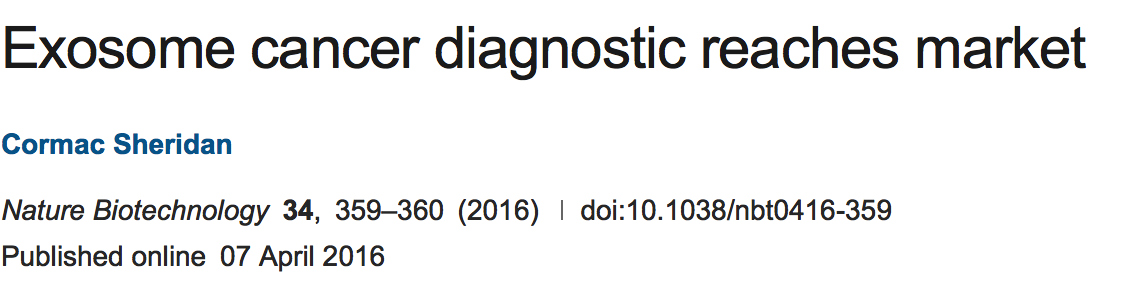 Exosome cancer diagnostic reaches market
Cormac Sheridan
Nature Biotechnology 34, 359–360 (2016) | doi:10.1038/nbt0416-359
Published online 07 April 2016